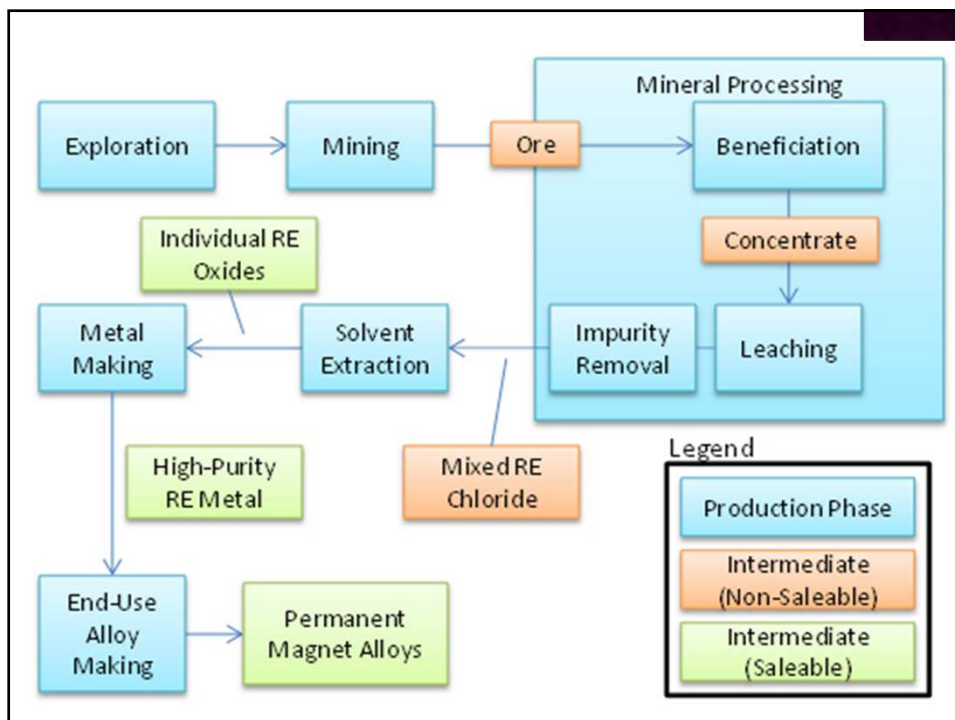 Mineral Processing
Exploration
Mining
Ore
Beneficiation
Concentrate
Individual RE
Oxides
Metal
Making
Solvent
Extraction
Impurity
Removal
Leaching
High-Purity
RE Metal
Mixed RE
Chloride
Legend
Production Phase
Intermediate
(Non-Saleable)
Intermediate
(Saleable)
End-Use
Alloy
Making
Permanent
Magnet Alloys